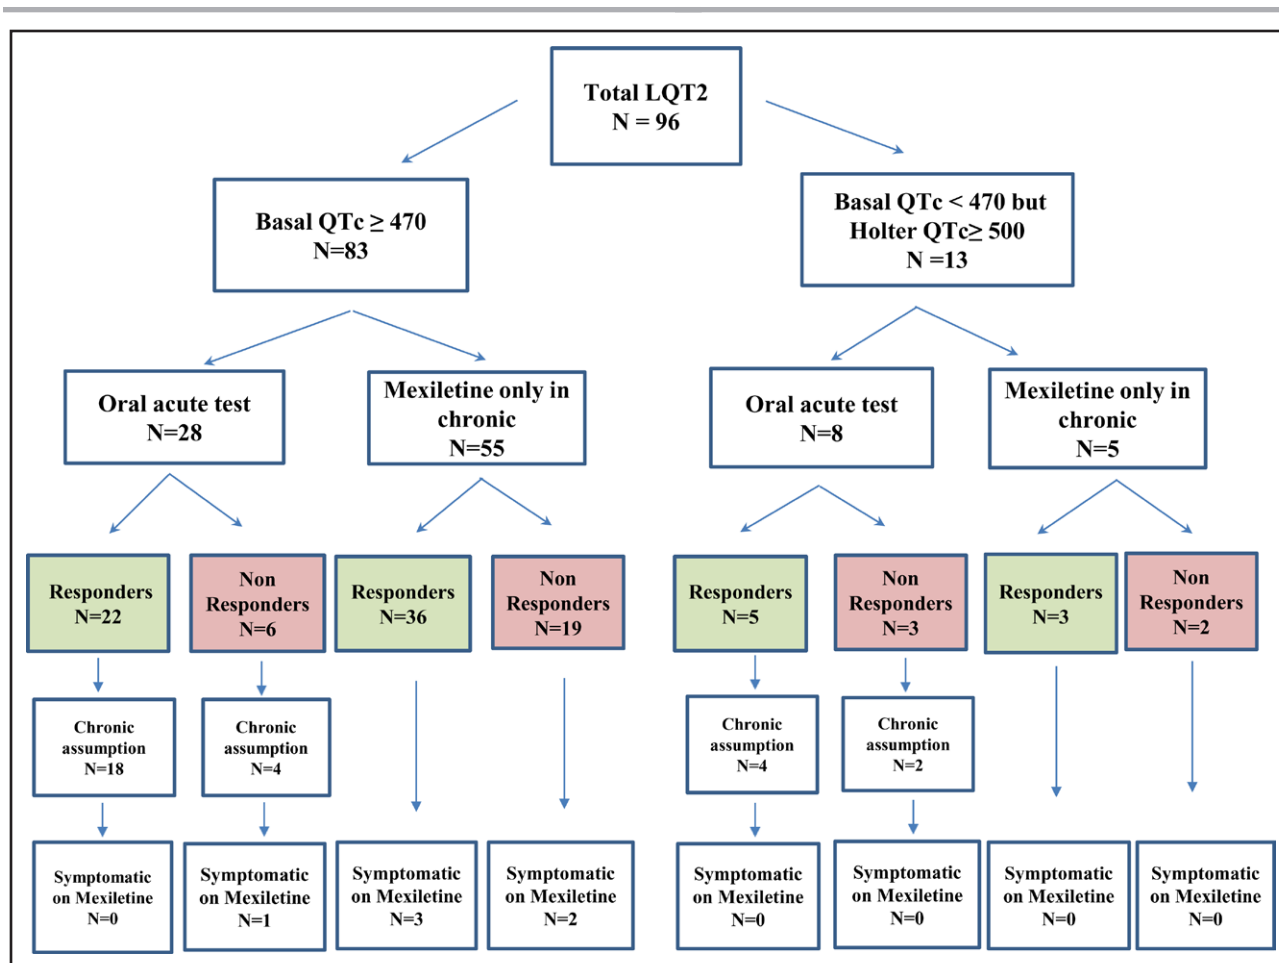 Total LQT2
N = 96
Basal QTc ≥ 470
N=83
Basal QTc < 470 but
Holter QTc≥ 500
N =13
Oral acute test
N=28
Mexiletine only in
chronic
N=55
Oral acute test
N=8
Mexiletine only in
chronic
N=5
Responders
N=22
Non
Responders
N=6
Responders
N=36
Non
Responders
N=19
Responders
N=5
Non
Responders
N=3
Responders
N=3
Non
Responders
N=2
Chronic
assumption
N=18
Chronic
assumption
N=4
Chronic
assumption
N=4
Chronic
assumption
N=2
Symptomatic
on Mexiletine
N=0
Symptomatic
on Mexiletine
N=1
Symptomatic
on Mexiletine
N=3
Symptomatic
on Mexiletine
N=2
Symptomatic
on Mexiletine
N=0
Symptomatic
on Mexiletine
N=0
Symptomatic
on Mexiletine
N=0
Symptomatic
on Mexiletine
N=0